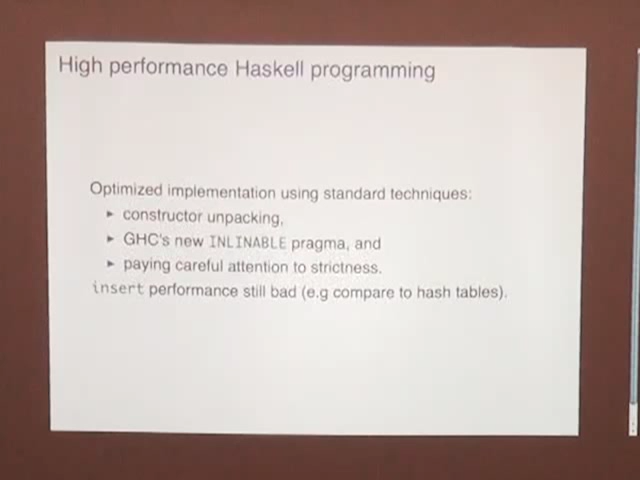 High performance Haskell programming
Optimized implementation using standard techniques:
► constructor unpacking,
► GHC's new INLINABLE pragma, and
► paying careful attention to strictness.
insert performance still bad (e.g compare to hash tables).